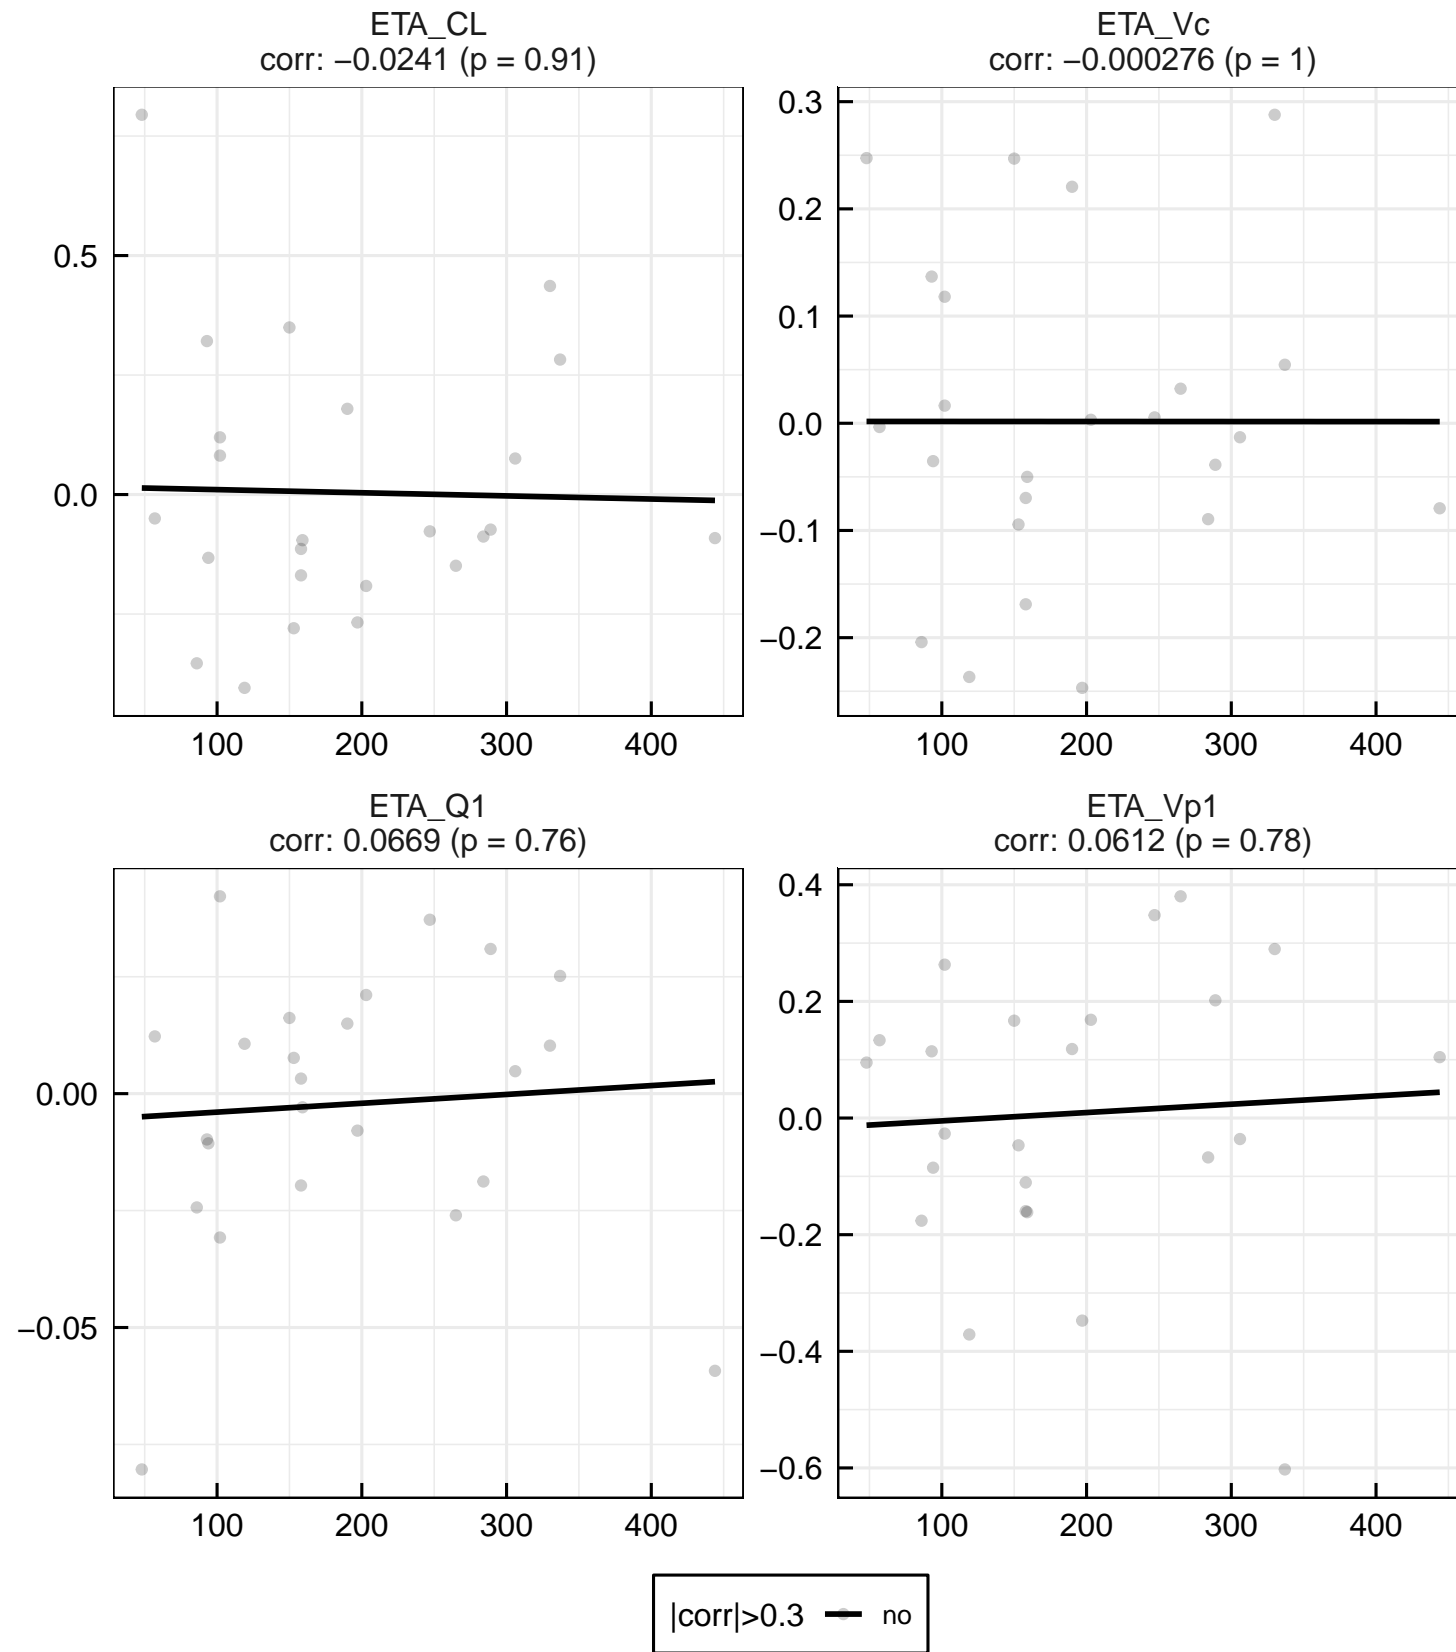 ETA_CL
corr: −0.0241 (p = 0.91)
0.5
0.0
100 200 300 400
ETA_Vc
corr: −0.000276 (p = 1)
0.3
0.2
0.1
0.0
−0.1
−0.2
100 200 300 400
ETA_Q1
corr: 0.0669 (p = 0.76)
0.00
−0.05
100 200 300 400
ETA_Vp1
corr: 0.0612 (p = 0.78)
0.4
0.2
0.0
−0.2
−0.4
−0.6
100 200 300 400
|corr|>0.3 no